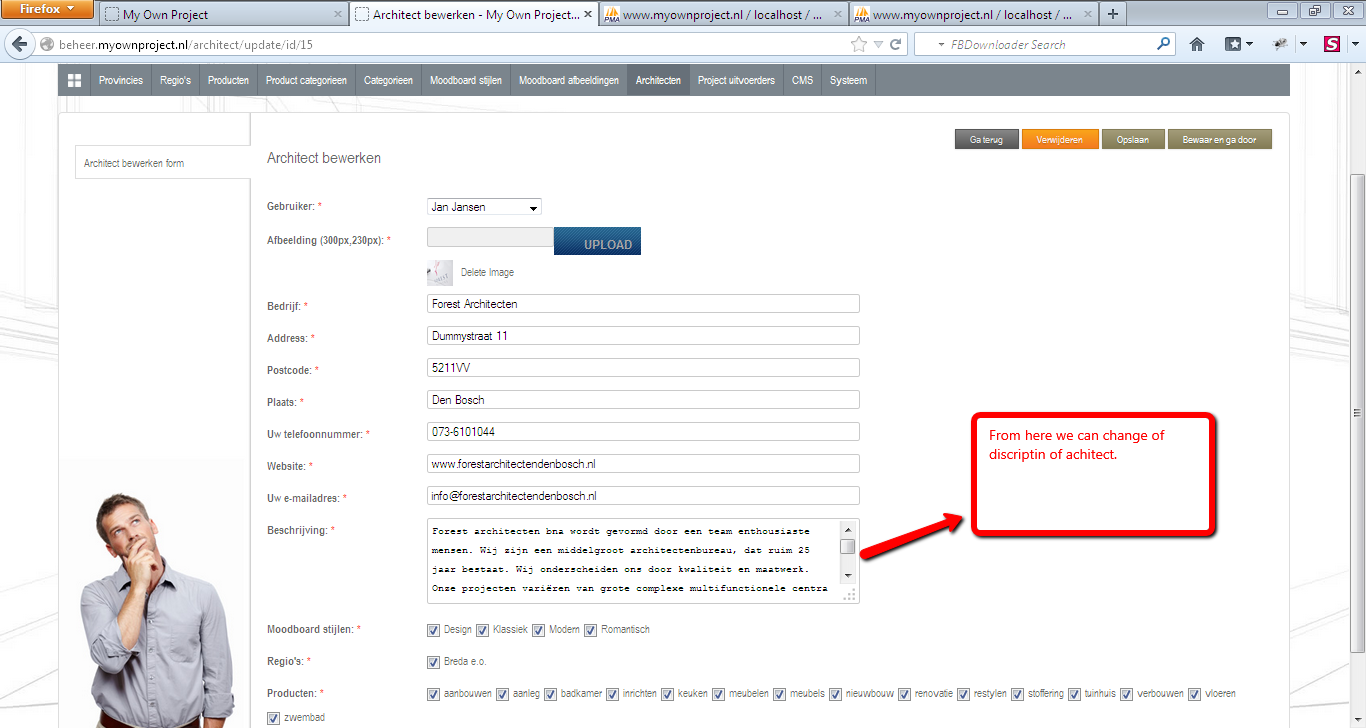 Firefox
My Own Project
Architect bewerken - My Own Project...
PMA www.myownproject.nl / localhost / ...
PMA www.myownproject.nl / localhost / ...
beheer.myownproject.nl/architect/update/id/15
FBDownloader Search
S
Provincies Regio's Producten Product categorieen Categorieen Moodboard stijlen Moodboard afbeeldingen Architecten Project uitvoerders CMS Systeem
Ga terug Verwijderen Opslaan Bewaar en ga door
Architect bewerken form
Architect bewerken
Gebruiker: * Jan Jansen
Afbeelding (300px,230px): * UPLOAD
Delete Image
Bedrijf: * Forest Architecten
Address: * Dummystraat 11
Postcode: * 5211VV
Plaats: * Den Bosch
Uw telefoonnummer: * 073-6101044
Website: * www.forestarchitectendenbosch.nl
Uw e-mailadres: * info@forestarchitectendenbosch.nl
Beschrijving: * Forest architecten bna wordt gevormd door een team enthousiaste
mensen. Wij zijn een middelgroot architectenbureau, dat ruim 25
jaar bestaat. Wij onderscheiden ons door kwaliteit en maatwerk.
Onze projecten variëren van grote complexe multifunctionele centra
From here we can change of
discriptin of achitect.
Moodboard stijlen: * Design Klassiek Modern Romantisch
Regio's: * Breda e.o.
Producten: * aanbouwen aanleg badkamer inrichten keuken meubelen meubels nieuwbouw renovatie restylen stoffering tuinhuis verbouwen vloeren
zwembad